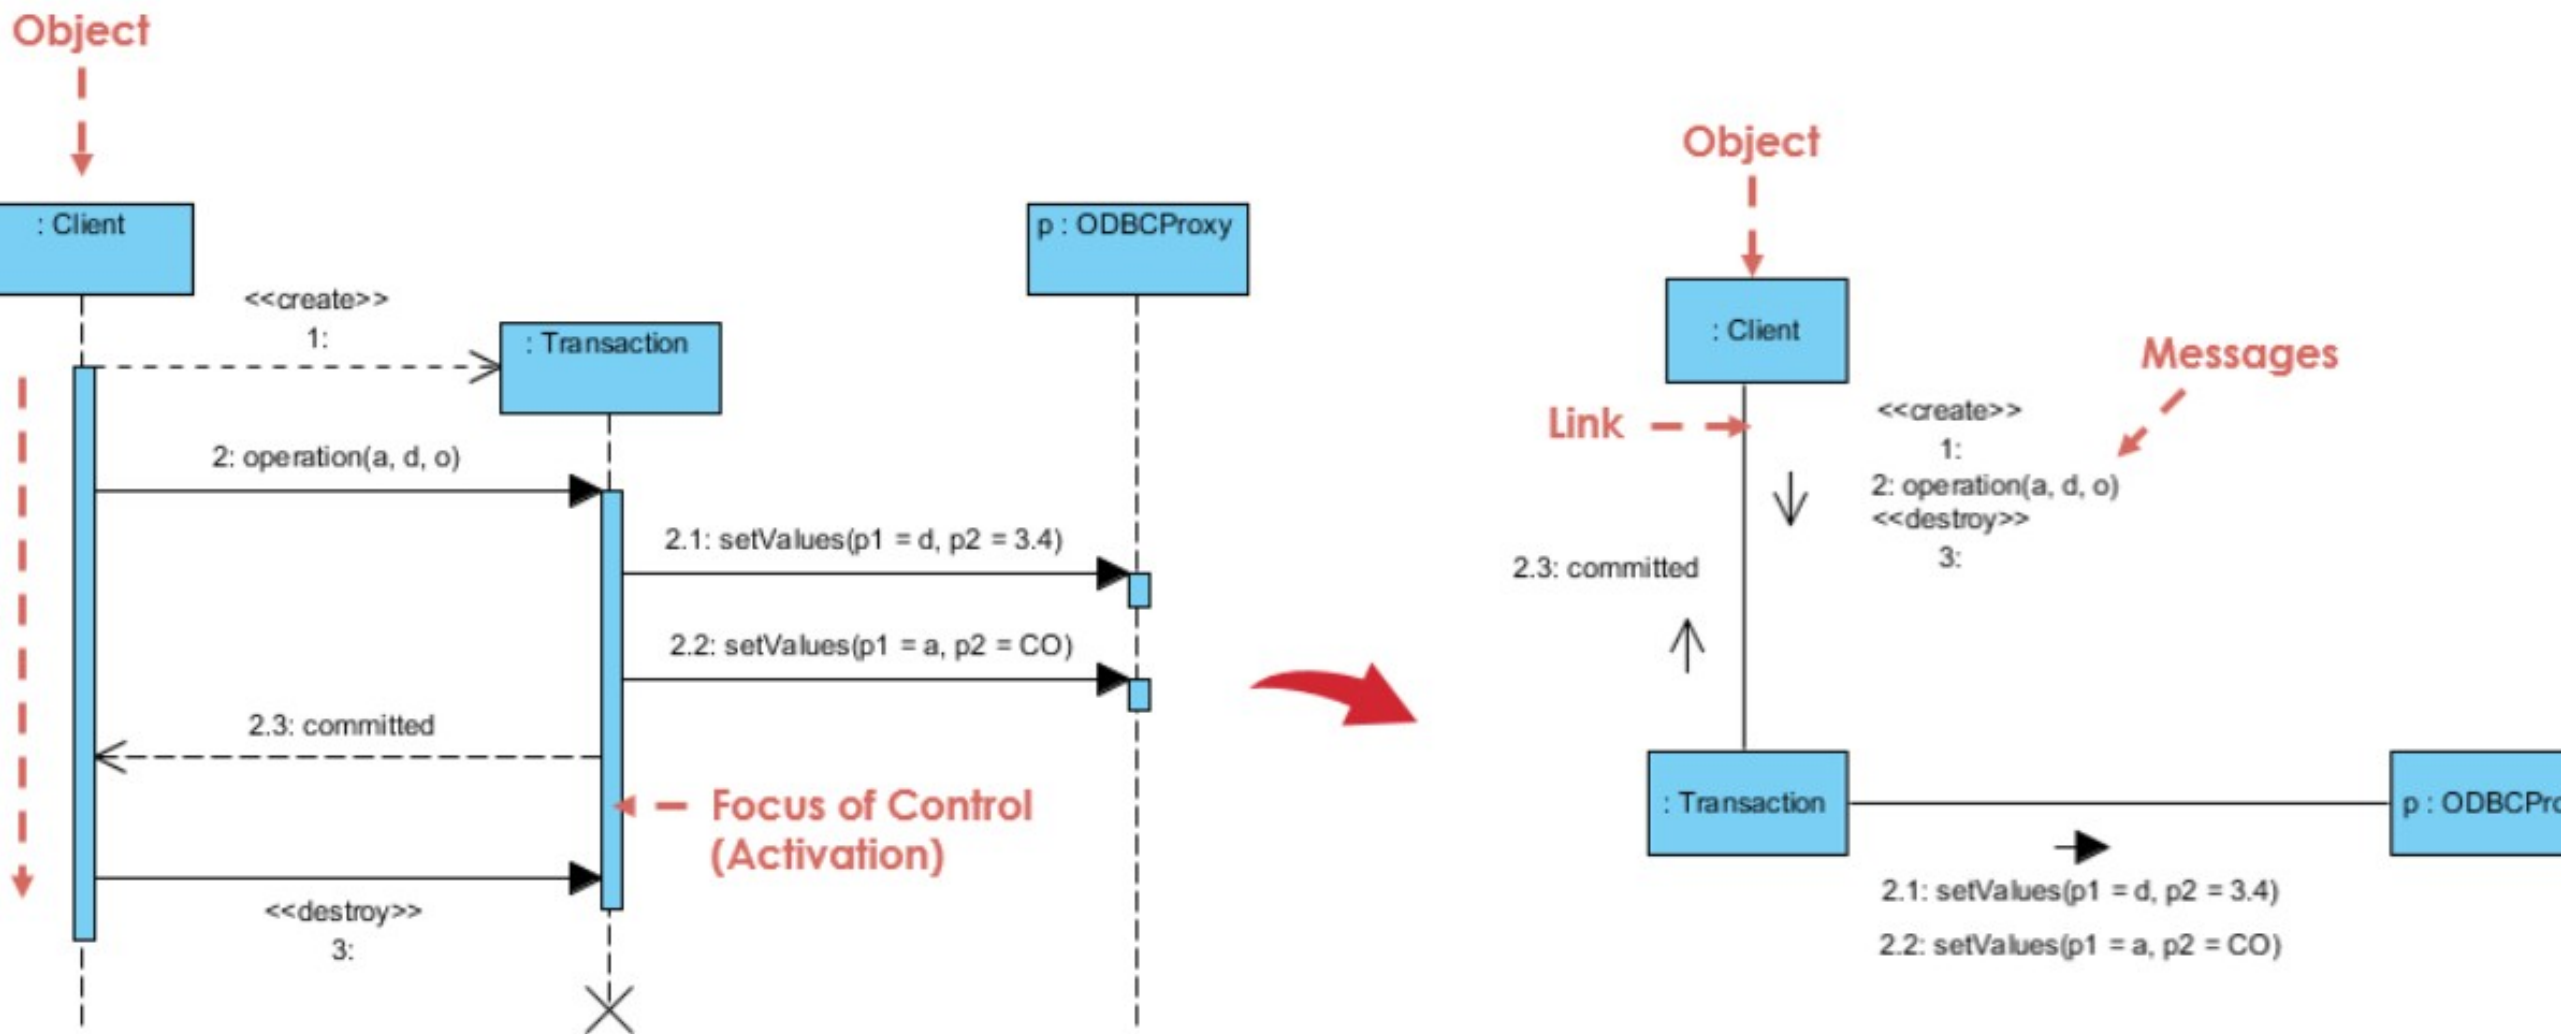 Object
: Client
<<create>>
1:
: Transaction
p : ODBCProxy
2: operation(a, d, o)
2.1: setValues(p1 = d, p2 = 3.4)
2.2: setValues(p1 = a, p2 = CO)
2.3: committed
Focus of Control
(Activation)
<<destroy>>
3:
Object
: Client
Link
Messages
<<create>>
1:
2: operation(a, d, o)
<<destroy>>
3:
2.3: committed
: Transaction
p : ODBCPro
2.1: setValues(p1 = d, p2 = 3.4)
2.2: setValues(p1 = a, p2 = CO)